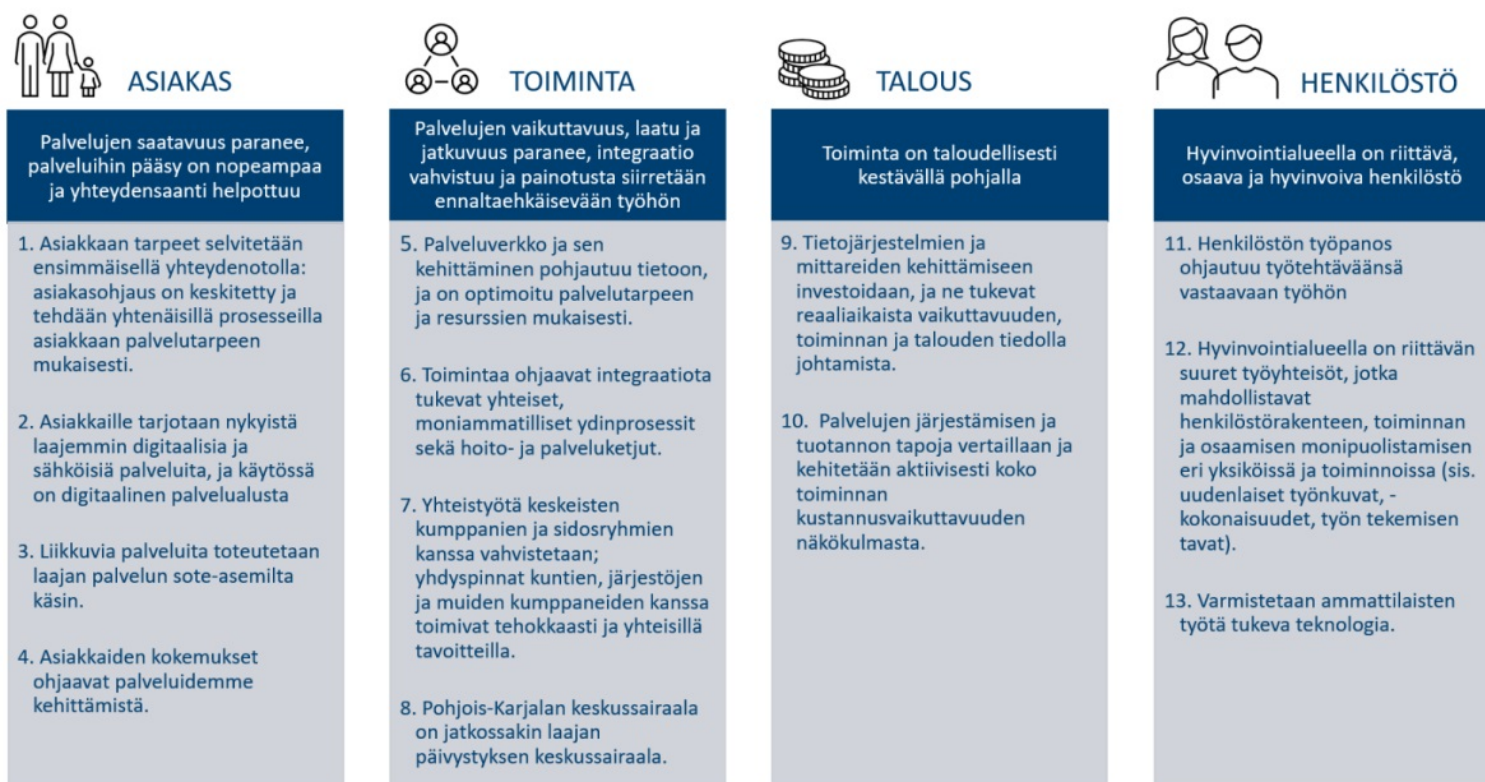 ASIAKAS
Palvelujen saatavuus paranee,
palveluihin pääsy on nopeampaa
ja yhteydensaanti helpottuu
1. Asiakkaan tarpeet selvitetään
ensimmäisellä yhteydenotolla:
asiakasohjaus on keskitetty ja
tehdään yhtenäisillä prosesseilla
asiakkaan palvelutarpeen
mukaisesti.
2. Asiakkaille tarjotaan nykyistä
laajemmin digitaalisia ja
sähköisiä palveluita, ja käytössä
on digitaalinen palvelualusta
3. Liikkuvia palveluita toteutetaan
laajan palvelun sote-asemilta
käsin.
4. Asiakkaiden kokemukset
ohjaavat palveluidemme
kehittämistä.
TOIMINTA
Palvelujen vaikuttavuus, laatu ja
jatkuvuus paranee, integraatio
vahvistuu ja painotusta siirretään
ennaltaehkäisevään työhön
5. Palveluverkko ja sen
kehittäminen pohjautuu tietoon,
ja on optimoitu palvelutarpeen
ja resurssien mukaisesti.
6. Toimintaa ohjaavat integraatiota
tukevat yhteiset,
moniammatilliset ydinprosessit
sekä hoito- ja palveluketjut.
7. Yhteistyötä keskeisten
kumppanien ja sidosryhmien
kanssa vahvistetaan;
yhdyspinnat kuntien, järjestöjen
ja muiden kumppaneiden kanssa
toimivat tehokkaasti ja yhteisillä
tavoitteilla.
8. Pohjois-Karjalan keskussairaala
on jatkossakin laajan
päivystyksen keskussairaala.
TALOUS
Toiminta on taloudellisesti
kestävällä pohjalla
9. Tietojärjestelmien ja
mittareiden kehittämiseen
investoidaan, ja ne tukevat
reaaliaikaista vaikuttavuuden,
toiminnan ja talouden tiedolla
johtamista.
10. Palvelujen järjestämisen ja
tuotannon tapoja vertaillaan ja
kehitetään aktiivisesti koko
toiminnan
kustannusvaikuttavuuden
näkökulmasta.
HENKILÖSTÖ
Hyvinvointialueella on riittävä,
osaava ja hyvinvoiva henkilöstö
11. Henkilöstön työpanos
ohjautuu työtehtäväänsä
vastaavaan työhön
12. Hyvinvointialueella on riittävän
suuret työyhteisöt, jotka
mahdollistavat
henkilöstörakenteen, toiminnan
ja osaamisen monipuolistamisen
eri yksiköissä ja toiminnoissa (sis.
uudenlaiset työnkuvat, -
kokonaisuudet, työn tekemisen
tavat).
13. Varmistetaan ammattilaisten
työtä tukeva teknologia.